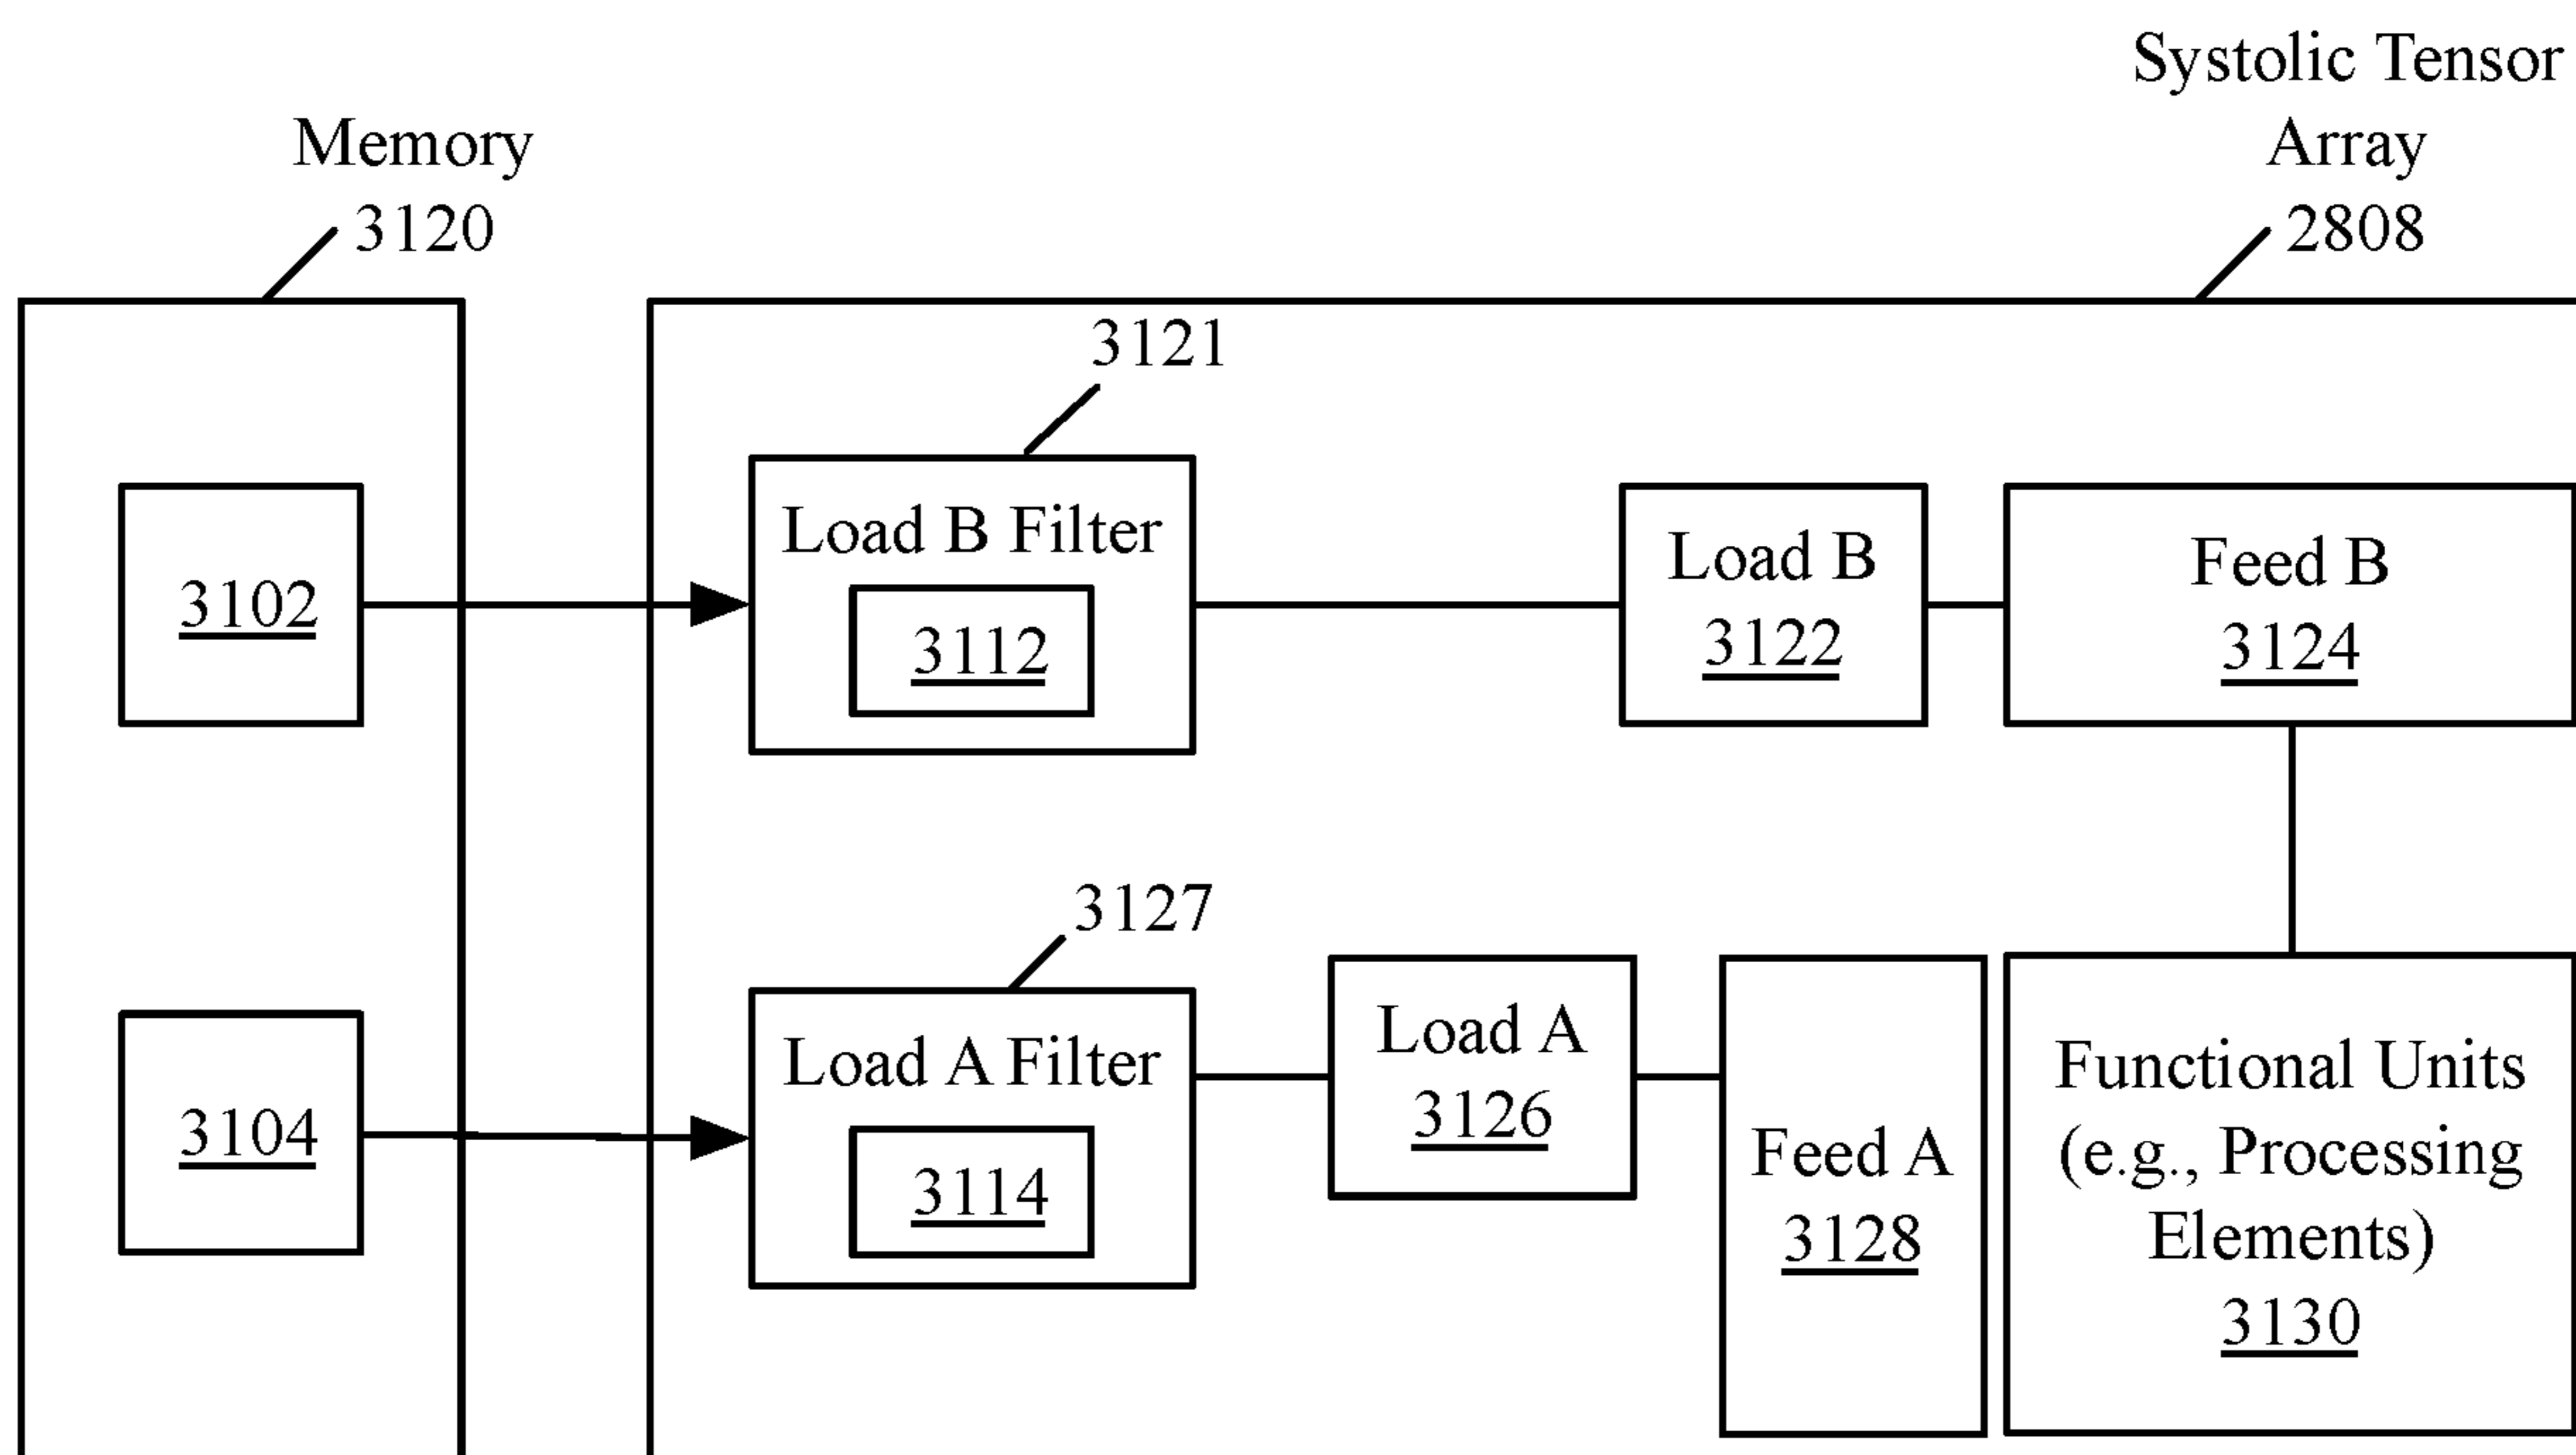 Systolic Tensor
Array
2808
Memory
3120
3121
Load B Filter
3112
3102
Load B
3122
Feed B
3124
3127
Load A Filter
3114
3104
Load A
3126
Feed A
3128
Functional Units
(e.g., Processing
Elements)
3130